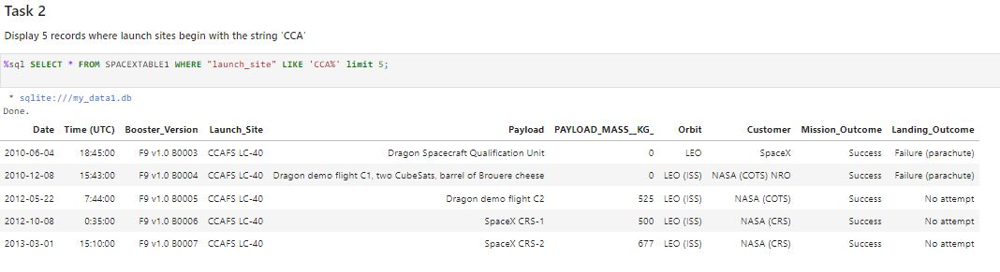 Task 2
Display 5 records where launch sites begin with the string 'CCA'
%sql SELECT * FROM SPACEXTABLE1 WHERE "launch_site" LIKE 'CCA%' limit 5;
* sqlite:///my_data1.db
Done.
Date Time (UTC) Booster_Version Launch_Site Payload PAYLOAD_MASS__KG_ Orbit Customer Mission_Outcome Landing_Outcome
2010-06-04 18:45:00 F9 v1.0 B0003 CCAFS LC-40 Dragon Spacecraft Qualification Unit 0 LEO SpaceX Success Failure (parachute)
2010-12-08 15:43:00 F9 v1.0 B0004 CCAFS LC-40 Dragon demo flight C1, two CubeSats, barrel of Brouere cheese 0 LEO (ISS) NASA (COTS) NRO Success Failure (parachute)
2012-05-22 7:44:00 F9 v1.0 B0005 CCAFS LC-40 Dragon demo flight C2 525 LEO (ISS) NASA (COTS) Success No attempt
2012-10-08 0:35:00 F9 v1.0 B0006 CCAFS LC-40 SpaceX CRS-1 500 LEO (ISS) NASA (CRS) Success No attempt
2013-03-01 15:10:00 F9 v1.0 B0007 CCAFS LC-40 SpaceX CRS-2 677 LEO (ISS) NASA (CRS) Success No attempt